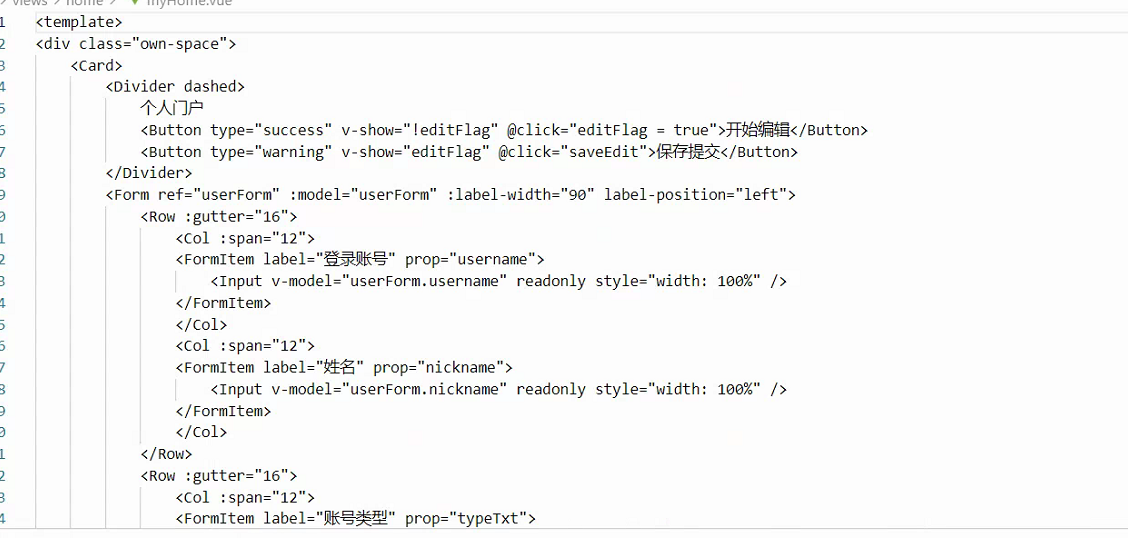 views > home > myHome.vue
1 <template>
2 <div class="own-space">
3 <Card>
4 <Divider dashed>
5 个人门户
6 <Button type="success" v-show="!editFlag" @click="editFlag = true">开始编辑</Button>
7 <Button type="warning" v-show="editFlag" @click="saveEdit">保存提交</Button>
8 </Divider>
9 <Form ref="userForm" :model="userForm" :label-width="90" label-position="left">
0 <Row :gutter="16">
1 <Col :span="12">
2 <FormItem label="登录账号" prop="username">
3 <Input v-model="userForm.username" readonly style="width: 100%" />
4 </FormItem>
5 </Col>
6 <Col :span="12">
7 <FormItem label="姓名" prop="nickname">
8 <Input v-model="userForm.nickname" readonly style="width: 100%" />
9 </FormItem>
0 </Col>
1 </Row>
2 <Row :gutter="16">
3 <Col :span="12">
4 <FormItem label="账号类型" prop="typeTxt">